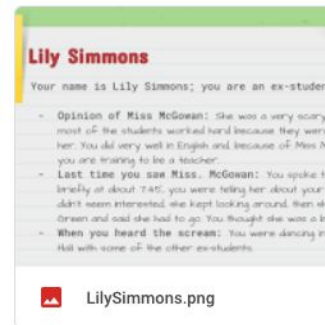 Lily Simmons
Your name is Lily Simmons; you are an ex-studen
- Opinion of Miss McGowan: She was a very scary
most of the students worked hard because they wer
her. You did very well in English and because of Miss M
you are training to be a teacher.
- Last time you saw Miss. McGowan: You spoke t
briefly at about 7:45, you were telling her about your
didn't seem interested, she kept looking around, then sh
Green and said she had to go. You thought she was a b
- When you heard the scream: You were dancing in
Hall with some of the other ex-students.
LilySimmons.png